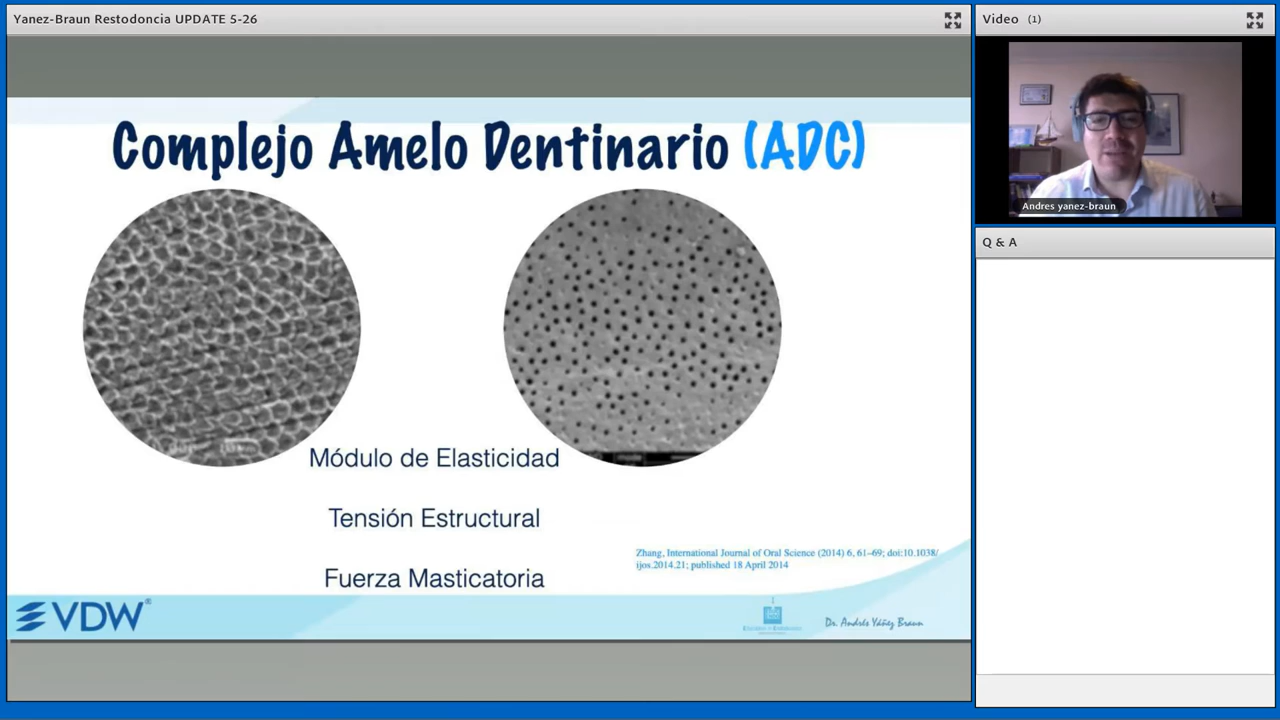 Yanez-Braun Restodoncia UPDATE 5-26
Video (1)
Complejo Amelo Dentinario (ADC)
Andres yanez-braun
Q & A
Módulo de Elasticidad
Tensión Estructural
Zhang, International Journal of Oral Science (2014) 6, 61–69; doi:10.1038/
ijos.2014.21; published 18 April 2014
Fuerza Masticatoria
VDW®
Dr. Andrés Yáñez Braun